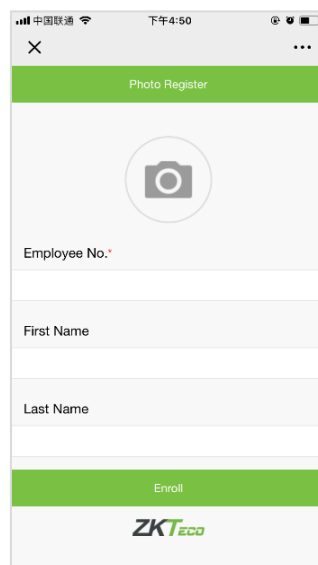 中国联通 下午4:50
Photo Register
Employee No.*
First Name
Last Name
Enroll
ZKTeco